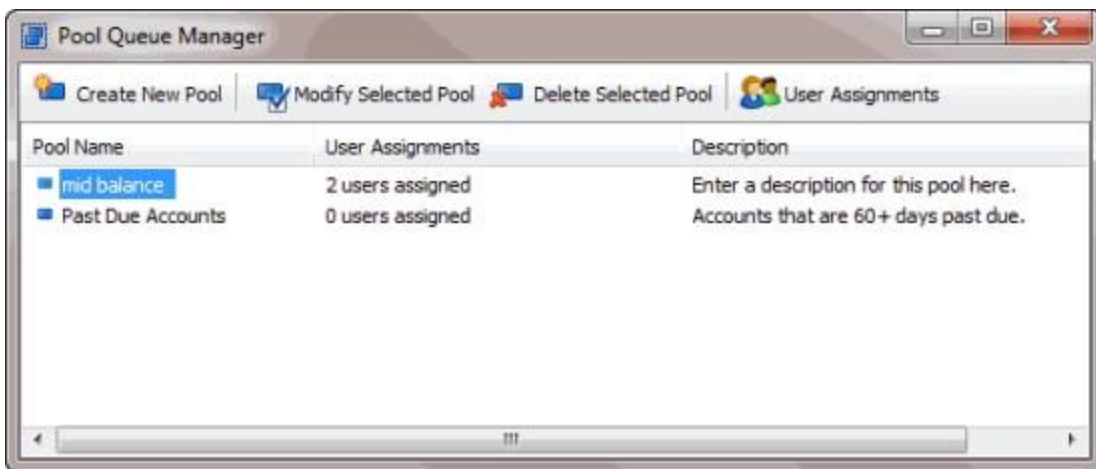 Pool Queue Manager
Create New Pool Modify Selected Pool Delete Selected Pool User Assignments
Pool Name User Assignments Description
mid balance 2 users assigned Enter a description for this pool here.
Past Due Accounts 0 users assigned Accounts that are 60+ days past due.